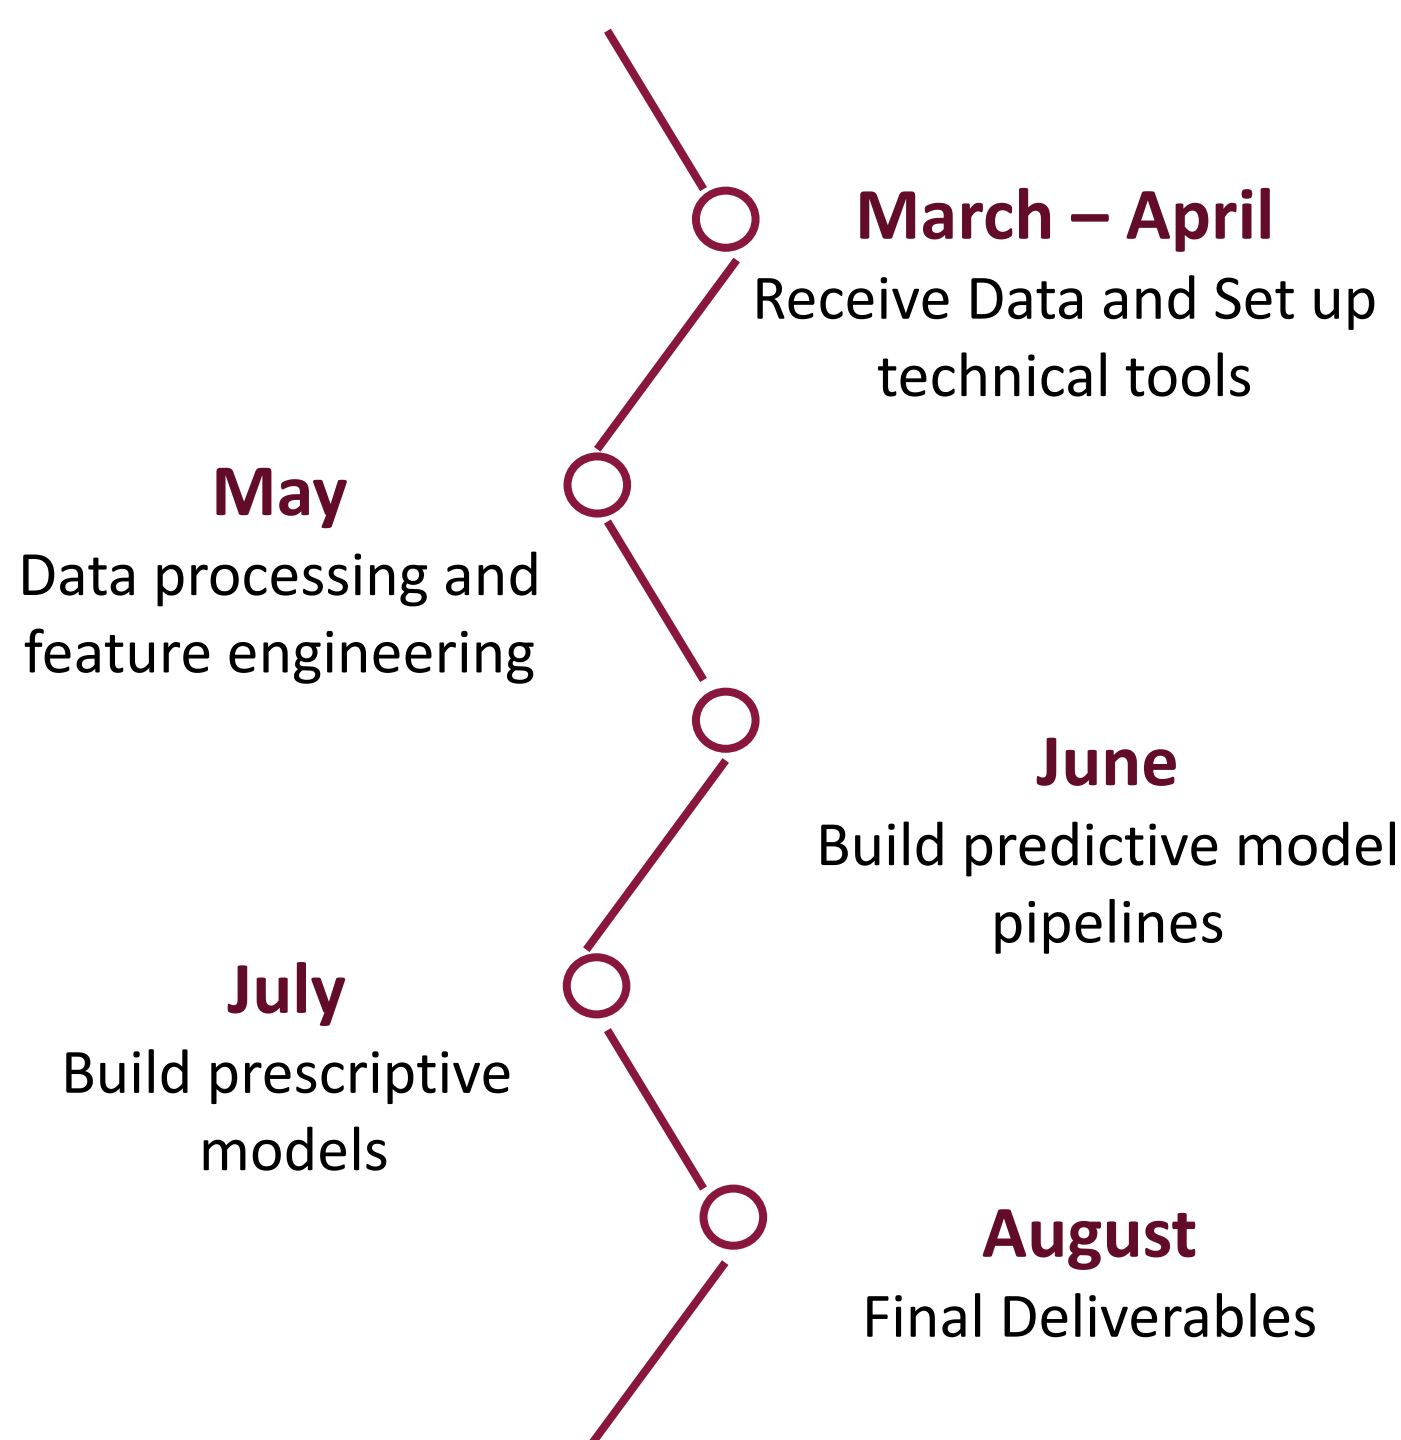 March – April
Receive Data and Set up
technical tools
May
Data processing and
feature engineering
June
Build predictive model
pipelines
July
Build prescriptive
models
August
Final Deliverables